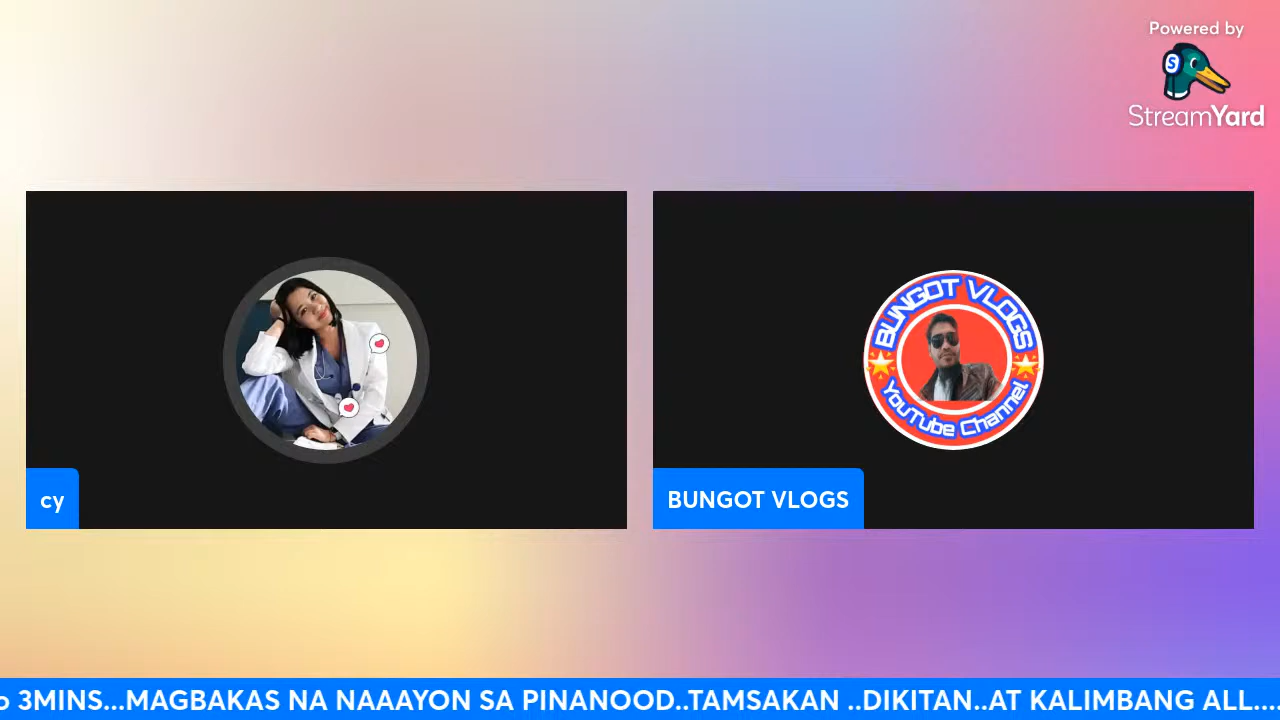 Powered by
S
StreamYard
BUNGOT VLOGS
YouTube Channel
cy
BUNGOT VLOGS
o 3MINS...MAGBAKAS NA NAAAYON SA PINANOOD..TAMSAKAN ..DIKITAN..AT KALIMBANG ALL....